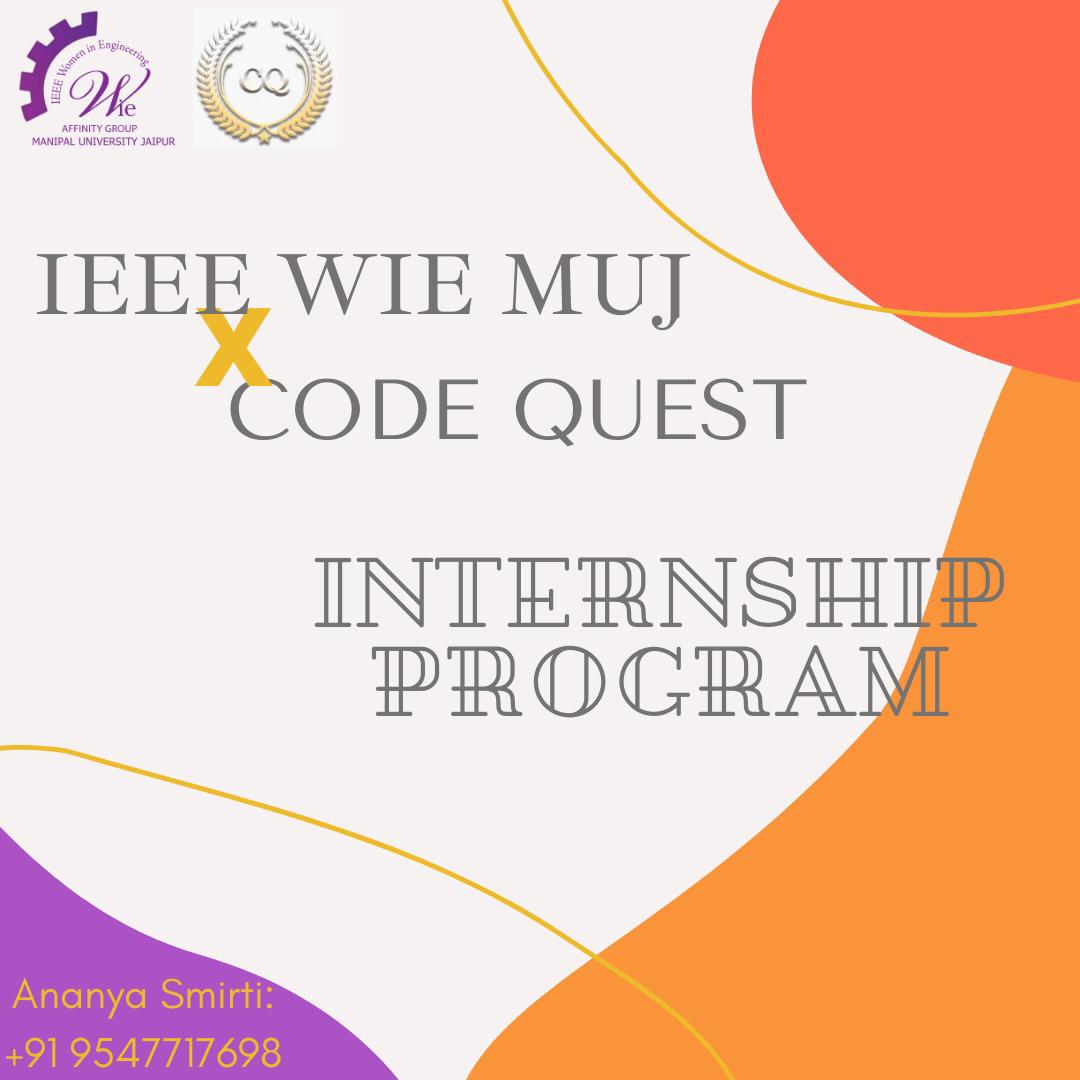 IEEE Women in Engineering
Wie
AFFINITY GROUP
MANIPAL UNIVERSITY JAIPUR
CQ
IEEE WIE MUJ
X
CODE QUEST
INTERNSHIP
PROGRAM
Ananya Smirti:
+91 9547717698